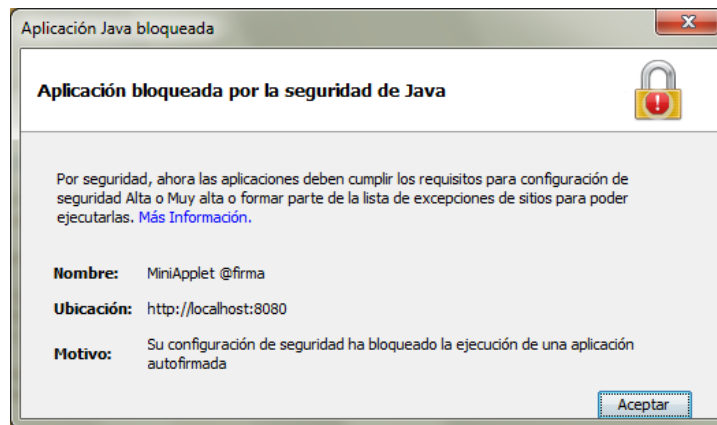 Aplicación Java bloqueada
Aplicación bloqueada por la seguridad de Java
Por seguridad, ahora las aplicaciones deben cumplir los requisitos para configuración de
seguridad Alta o Muy alta o formar parte de la lista de excepciones de sitios para poder
ejecutarlas. Más Información.
Nombre: MiniApplet @firma
Ubicación: http://localhost:8080
Motivo: Su configuración de seguridad ha bloqueado la ejecución de una aplicación
autofirmada
Aceptar